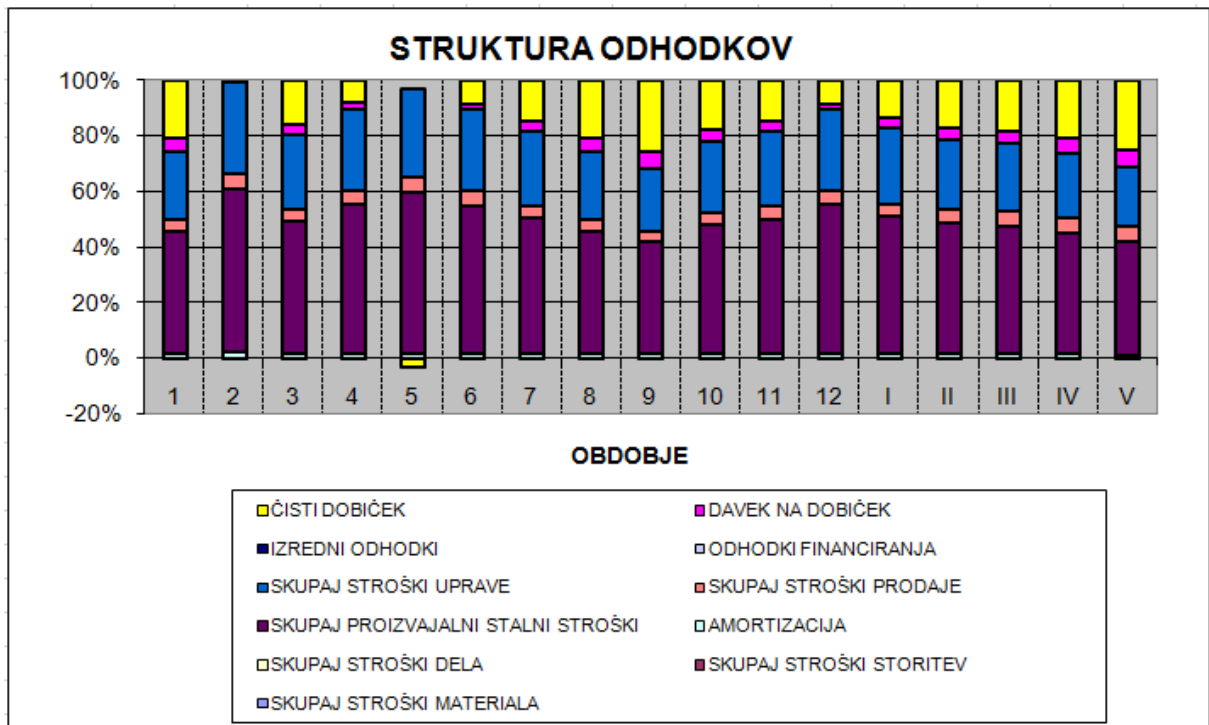 STRUKTURA ODHODKOV
100%
80%
60%
40%
20%
0%
-20%
1 2 3 4 5 6 7 8 9 10 11 12 I II III IV V
OBDOBJE
ČISTI DOBIČEK DAVEK NA DOBIČEK
IZREDNI ODHODKI ODHODKI FINANCIRANJA
SKUPAJ STROŠKI UPRAVE SKUPAJ STROŠKI PRODAJE
SKUPAJ PROIZVAJALNI STALNI STROŠKI AMORTIZACIJA
SKUPAJ STROŠKI DELA SKUPAJ STROŠKI STORITEV
SKUPAJ STROŠKI MATERIALA